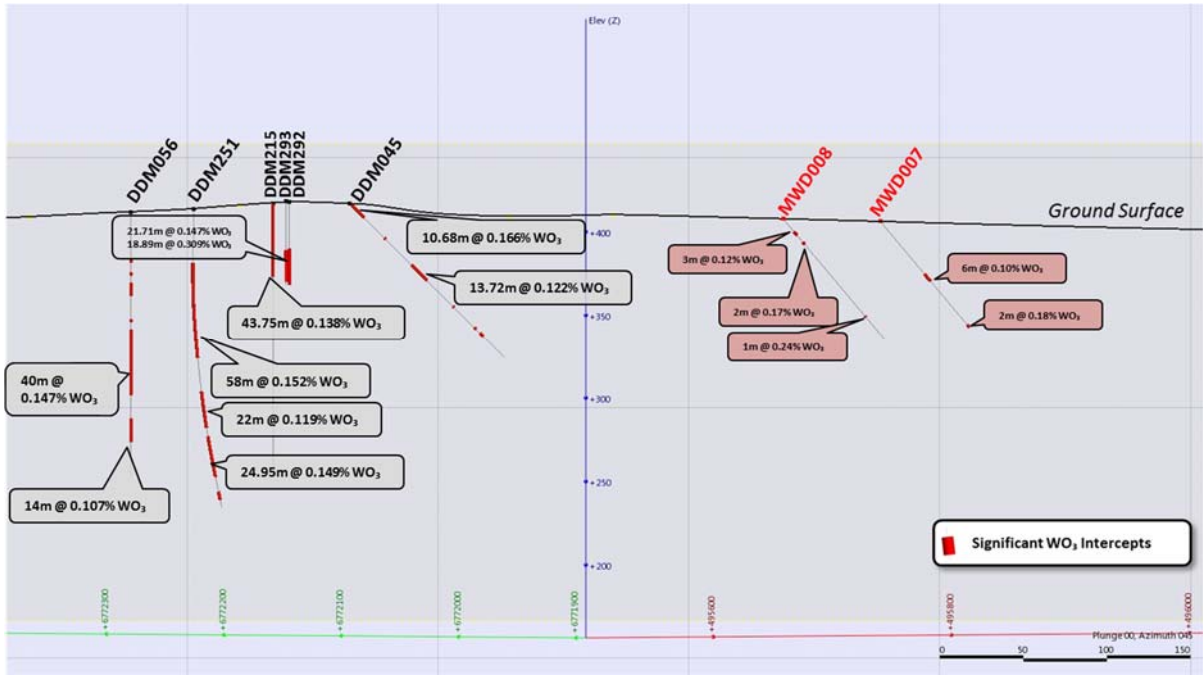 Elev (Z)
DDM056
DDM251
DDM215
DDM293
DDM292
DDM045
MWD008
MWD007
Ground Surface
21.71m @ 0.147% WO₃
18.89m @ 0.309% WO₃
10.68m @ 0.166% WO₃
13.72m @ 0.122% WO₃
43.75m @ 0.138% WO₃
40m @
0.147% WO₃
58m @ 0.152% WO₃
22m @ 0.119% WO₃
24.95m @ 0.149% WO₃
14m @ 0.107% WO₃
3m @ 0.12% WO₃
2m @ 0.17% WO₃
1m @ 0.24% WO₃
6m @ 0.10% WO₃
2m @ 0.18% WO₃
+400
+350
+300
+250
+200
Significant WO₃ Intercepts
+6772300
+6772200
+6772100
+6772000
+6771900
+495600
+495800
+496000
Plunge 00, Azimuth 045
0 50 100 150